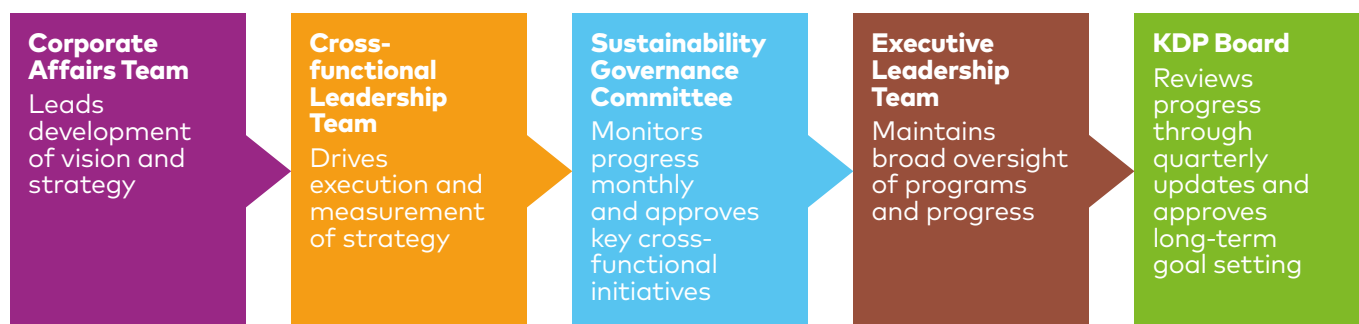 Corporate
Affairs Team
Leads
development
of vision and
strategy
Cross-
functional
Leadership
Team
Drives
execution and
measurement
of strategy
Sustainability
Governance
Committee
Monitors
progress
monthly
and approves
key cross-
functional
initiatives
Executive
Leadership
Team
Maintains
broad oversight
of programs
and progress
KDP Board
Reviews
progress
through
quarterly
updates and
approves
long-term
goal setting